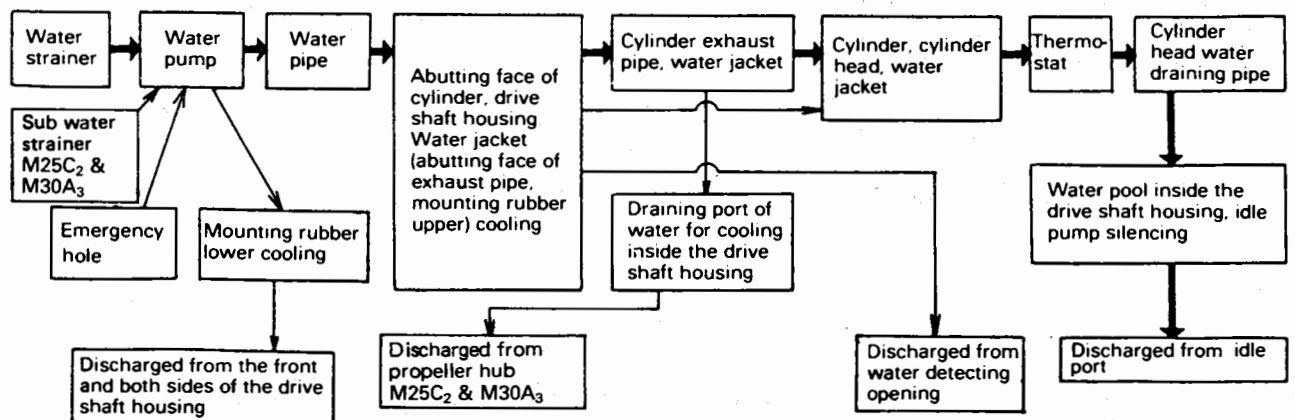 Water
strainer
Water
pump
Water
pipe
Abutting face of
cylinder, drive
shaft housing
Water jacket
(abutting face of
exhaust pipe,
mounting rubber
upper) cooling
Cylinder exhaust
pipe, water jacket
Cylinder, cylinder
head, water
jacket
Thermo-
stat
Cylinder
head water
draining pipe
Sub water
strainer
M25C₂ &
M30A₃
Emergency
hole
Mounting rubber
lower cooling
Draining port of
water for cooling
inside the drive
shaft housing
Water pool inside the
drive shaft housing, idle
pump silencing
Discharged from the front
and both sides of the drive
shaft housing
Discharged from
propeller hub
M25C₂ & M30A₃
Discharged from
water detecting
opening
Discharged from idle
port